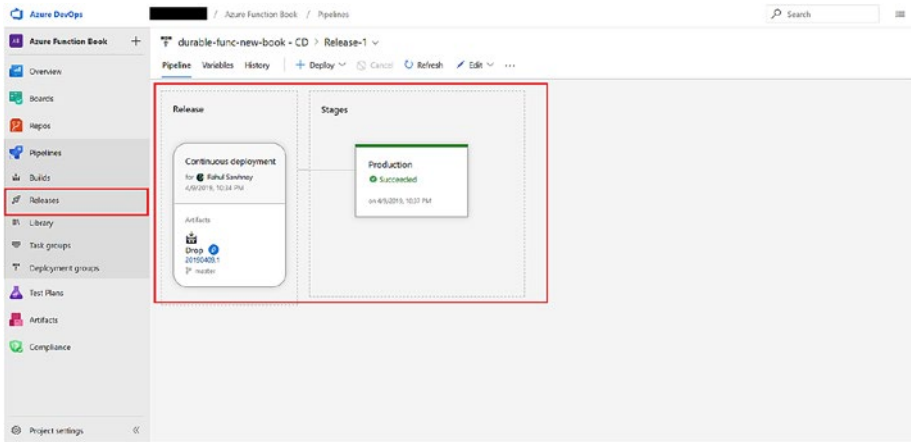 Azure DevOps
/ Azure Function Book / Pipelines
Search
Azure Function Book
durable-func-new-book - CD > Release-1
Pipeline Variables History Deploy Cancel Refresh Edit ...
Overview
Boards
Repos
Pipelines
Builds
Releases
Library
Task groups
Deployment groups
Test Plans
Artifacts
Compliance
Project settings
Release
Stages
Continuous deployment
for Rahul Sawhney
4/9/2019, 10:34 PM
Artifacts
Drop
20190409.1
master
Production
Succeeded
on 4/9/2019, 10:37 PM